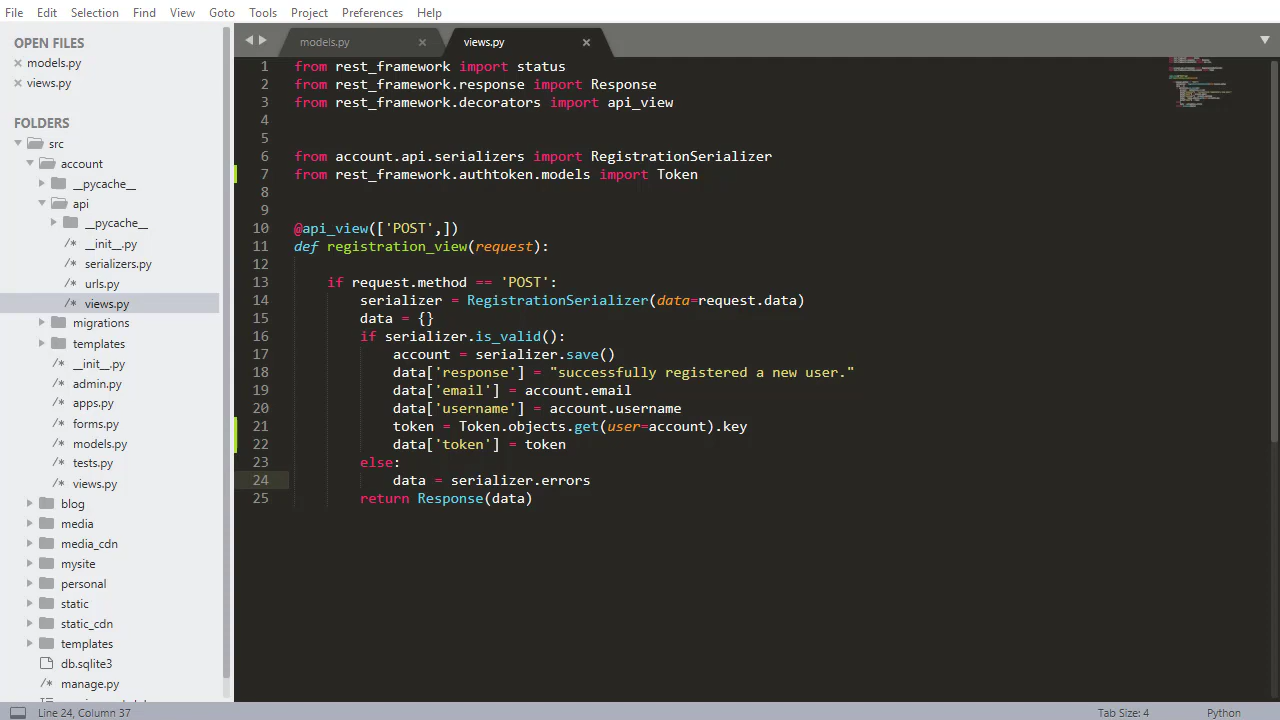 File Edit Selection Find View Goto Tools Project Preferences Help
OPEN FILES
models.py
views.py
FOLDERS
src
account
__pycache__
api
__pycache__
/* __init__.py
/* serializers.py
/* urls.py
/* views.py
migrations
templates
/* __init__.py
/* admin.py
/* apps.py
/* forms.py
/* models.py
/* tests.py
/* views.py
blog
media
media_cdn
mysite
personal
static
static_cdn
templates
db.sqlite3
/* manage.py
models.py views.py
1 from rest_framework import status
2 from rest_framework.response import Response
3 from rest_framework.decorators import api_view
4
5
6 from account.api.serializers import RegistrationSerializer
7 from rest_framework.authtoken.models import Token
8
9
10 @api_view(['POST',])
11 def registration_view(request):
12
13     if request.method == 'POST':
14         serializer = RegistrationSerializer(data=request.data)
15         data = {}
16         if serializer.is_valid():
17             account = serializer.save()
18             data['response'] = "successfully registered a new user."
19             data['email'] = account.email
20             data['username'] = account.username
21             token = Token.objects.get(user=account).key
22             data['token'] = token
23         else:
24             data = serializer.errors
25         return Response(data)
Line 24, Column 37 Tab Size: 4 Python